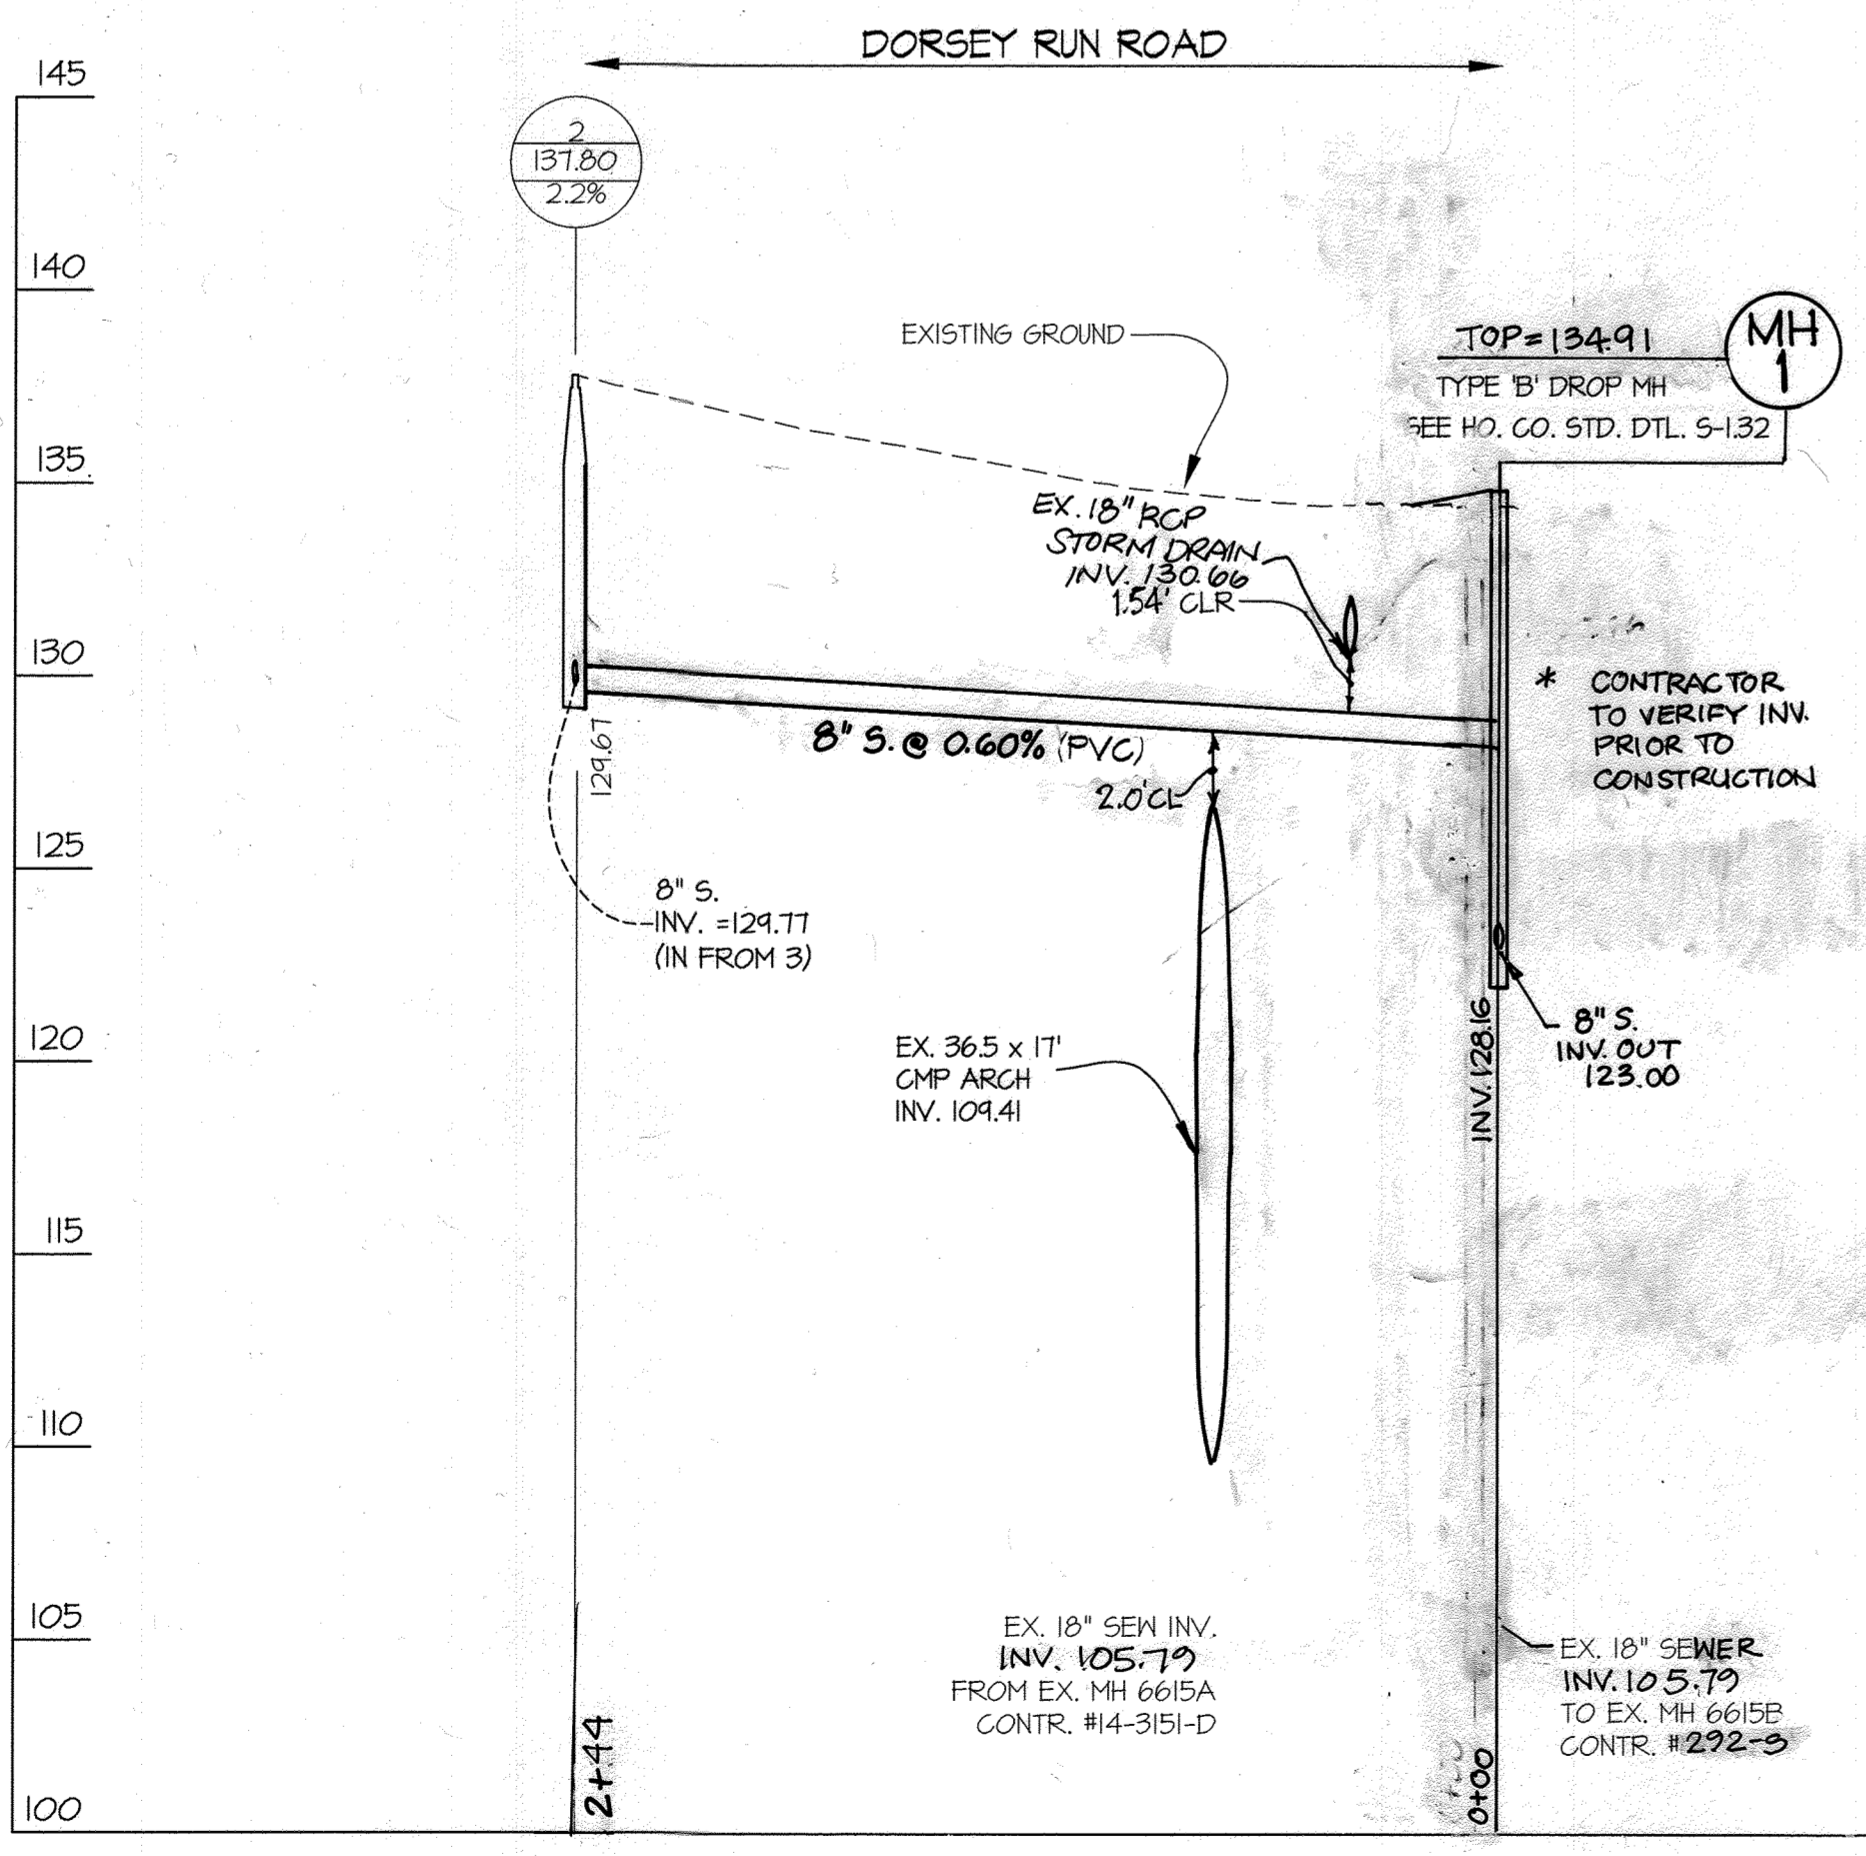 DORSEY RUN ROAD
145
2
137.80
2.2%
140
EXISTING GROUND
TOP=134.91
MH
1
TYPE 'B' DROP MH
SEE HO. CO. STD. DTL. S-1.32
135
EX. 18" RCP
STORM DRAIN
INV. 130.66
1.54' CLR
130
* CONTRACTOR
TO VERIFY INV.
PRIOR TO
CONSTRUCTION
129.67
8" S. @ 0.60% (PVC)
2.0' CL
125
8" S.
INV. =129.77
(IN FROM 3)
120
EX. 36.5 x 17'
CMP ARCH
INV. 109.41
INV. 128.16
8" S.
INV. OUT
123.00
115
110
105
EX. 18" SEW INV.
INV. 105.79
FROM EX. MH 6615A
CONTR. #14-3151-D
EX. 18" SEWER
INV. 105.79
TO EX. MH 6615B
CONTR. #292-S
2+44
0+00
100